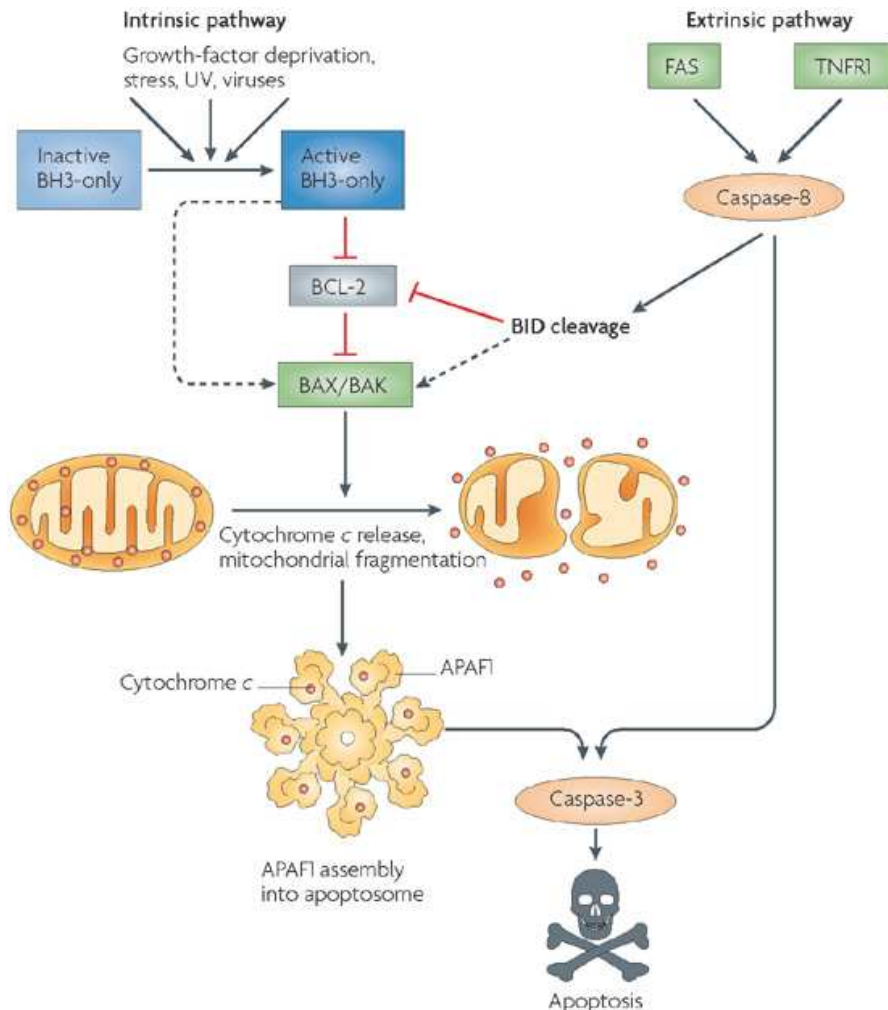 Intrinsic pathway
Growth-factor deprivation,
stress, UV, viruses
Extrinsic pathway
FAS
TNFR1
Inactive
BH3-only
Active
BH3-only
Caspase-8
BCL-2
BID cleavage
BAX/BAK
Cytochrome c release,
mitochondrial fragmentation
Cytochrome c
APAF1
Caspase-3
APAF1 assembly
into apoptosome
Apoptosis